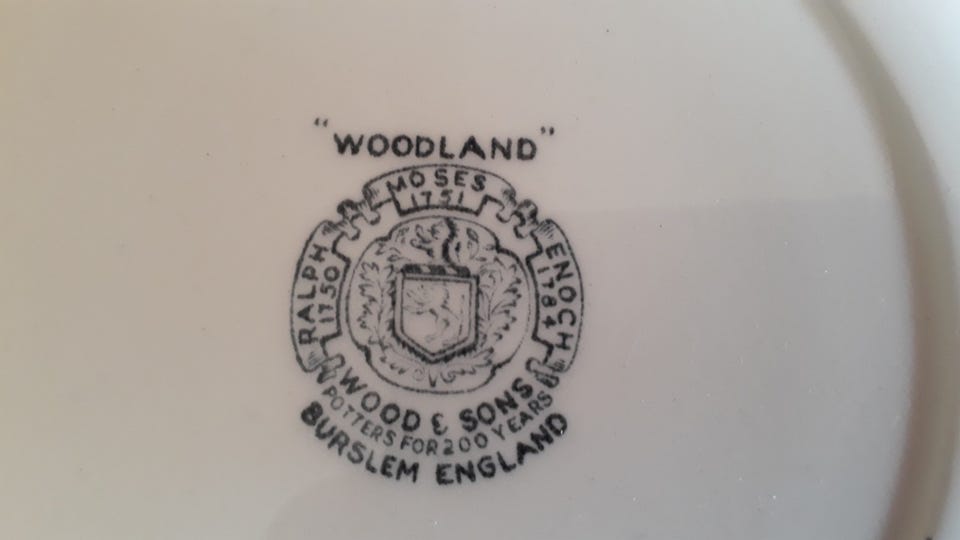 "WOODLAND"
MOSES
1751
RALPH
1750
ENOCH
1784
WOOD & SONS
POTTERS FOR 200 YEARS
BURSLEM ENGLAND